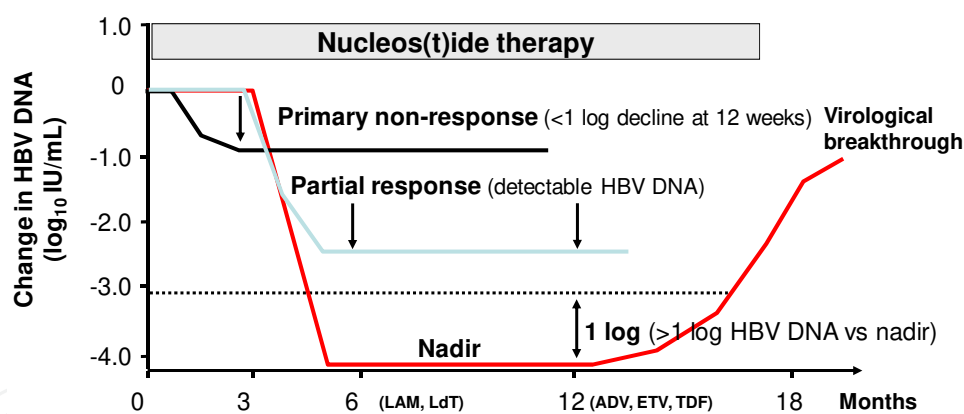 1.0
Nucleos(t)ide therapy
0
Primary non-response (<1 log decline at 12 weeks)
Virological
breakthrough
-1.0
Partial response (detectable HBV DNA)
-2.0
Change in HBV DNA
(log10 IU/mL)
-3.0
1 log (>1 log HBV DNA vs nadir)
Nadir
-4.0
0 3 6 (LAM, LdT) 12 (ADV, ETV, TDF) 18 Months